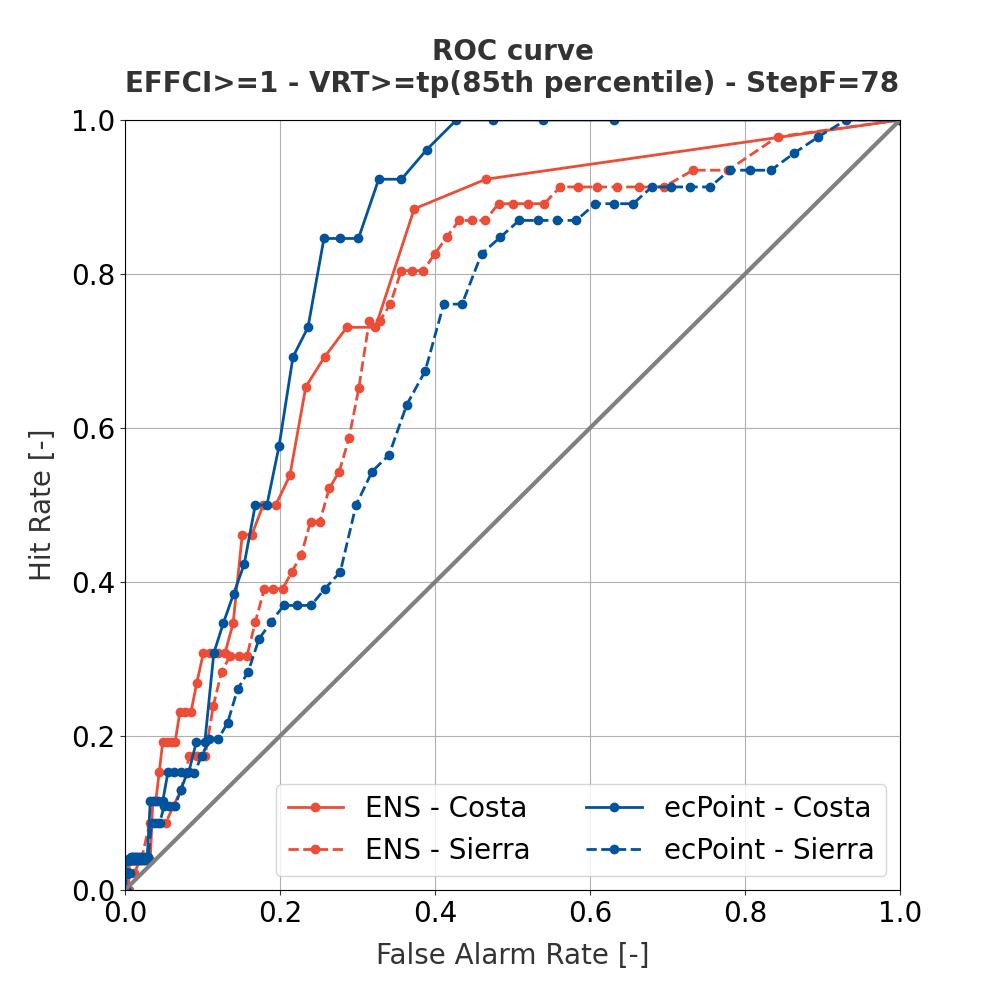 ROC curve
EFFCI>=1 - VRT>=tp(85th percentile) - StepF=78
1.0
0.8
0.6
0.4
0.2
0.0
Hit Rate [-]
ENS - Costa
ENS - Sierra
ecPoint - Costa
ecPoint - Sierra
0.0 0.2 0.4 0.6 0.8 1.0
False Alarm Rate [-]